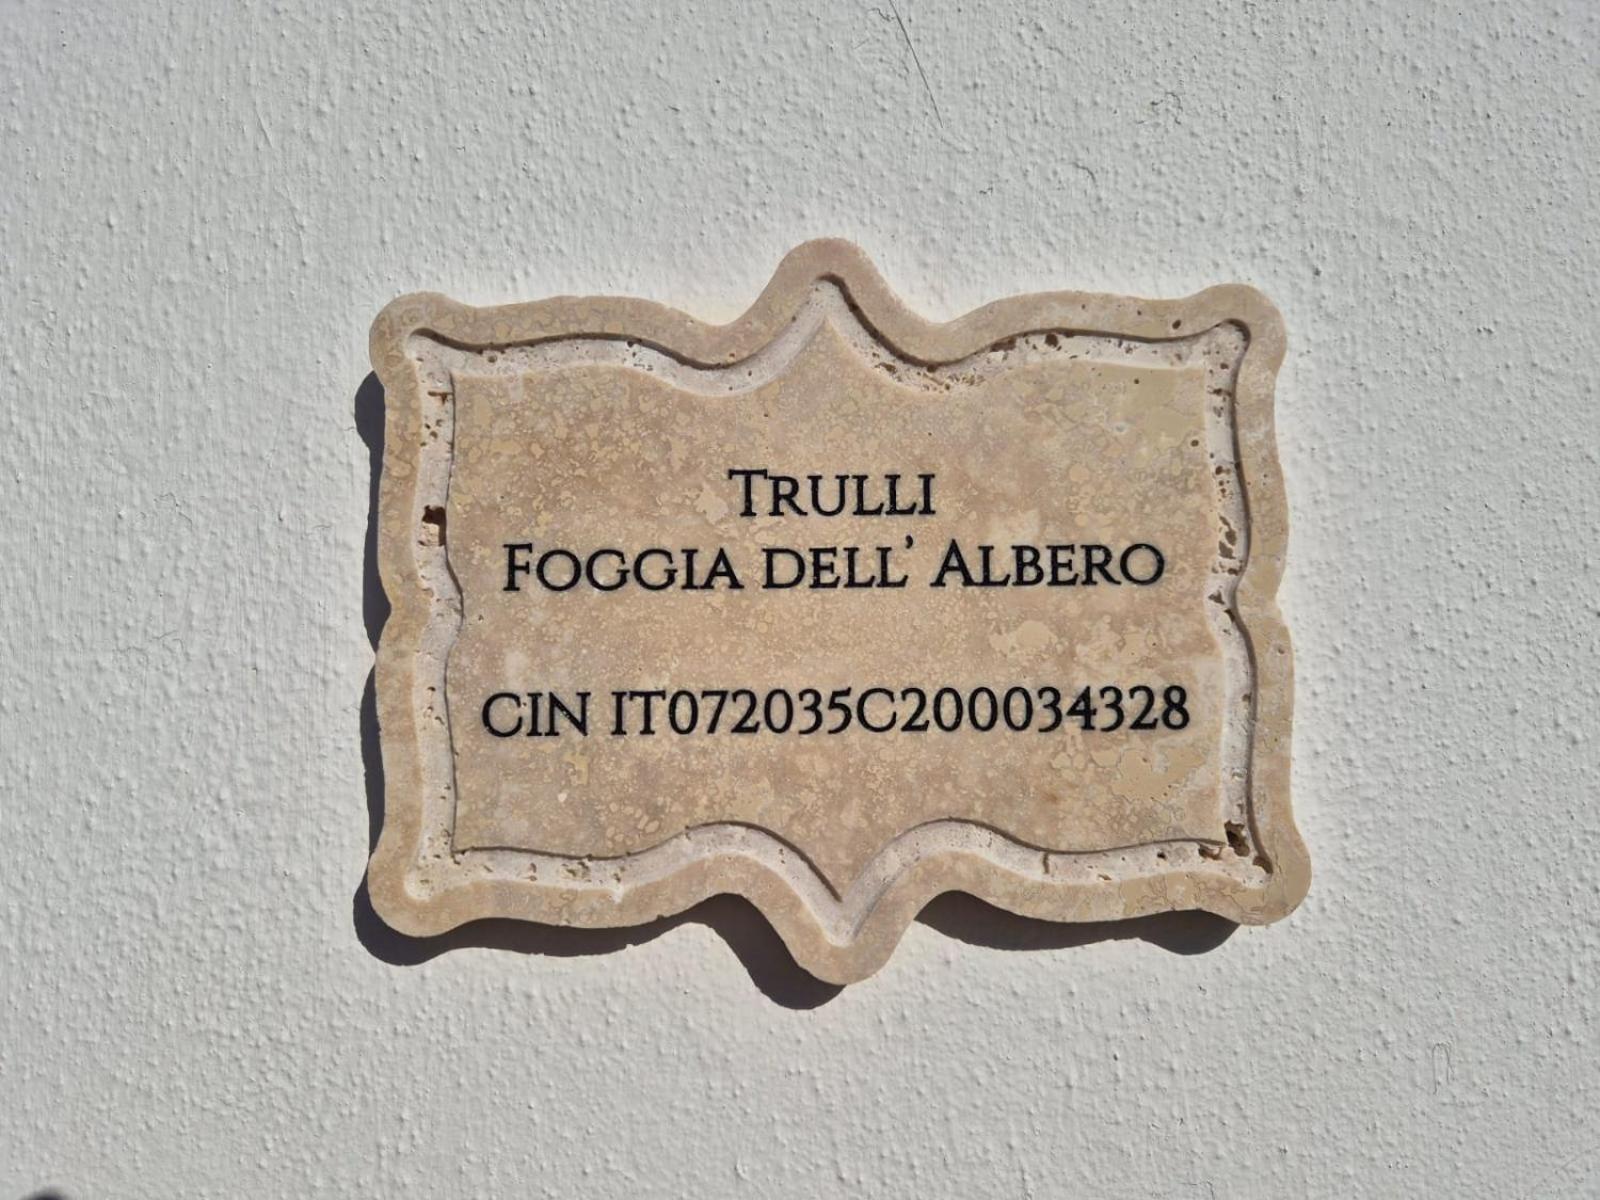 Trulli
Foggia dell' Albero
CIN IT072035C200034328